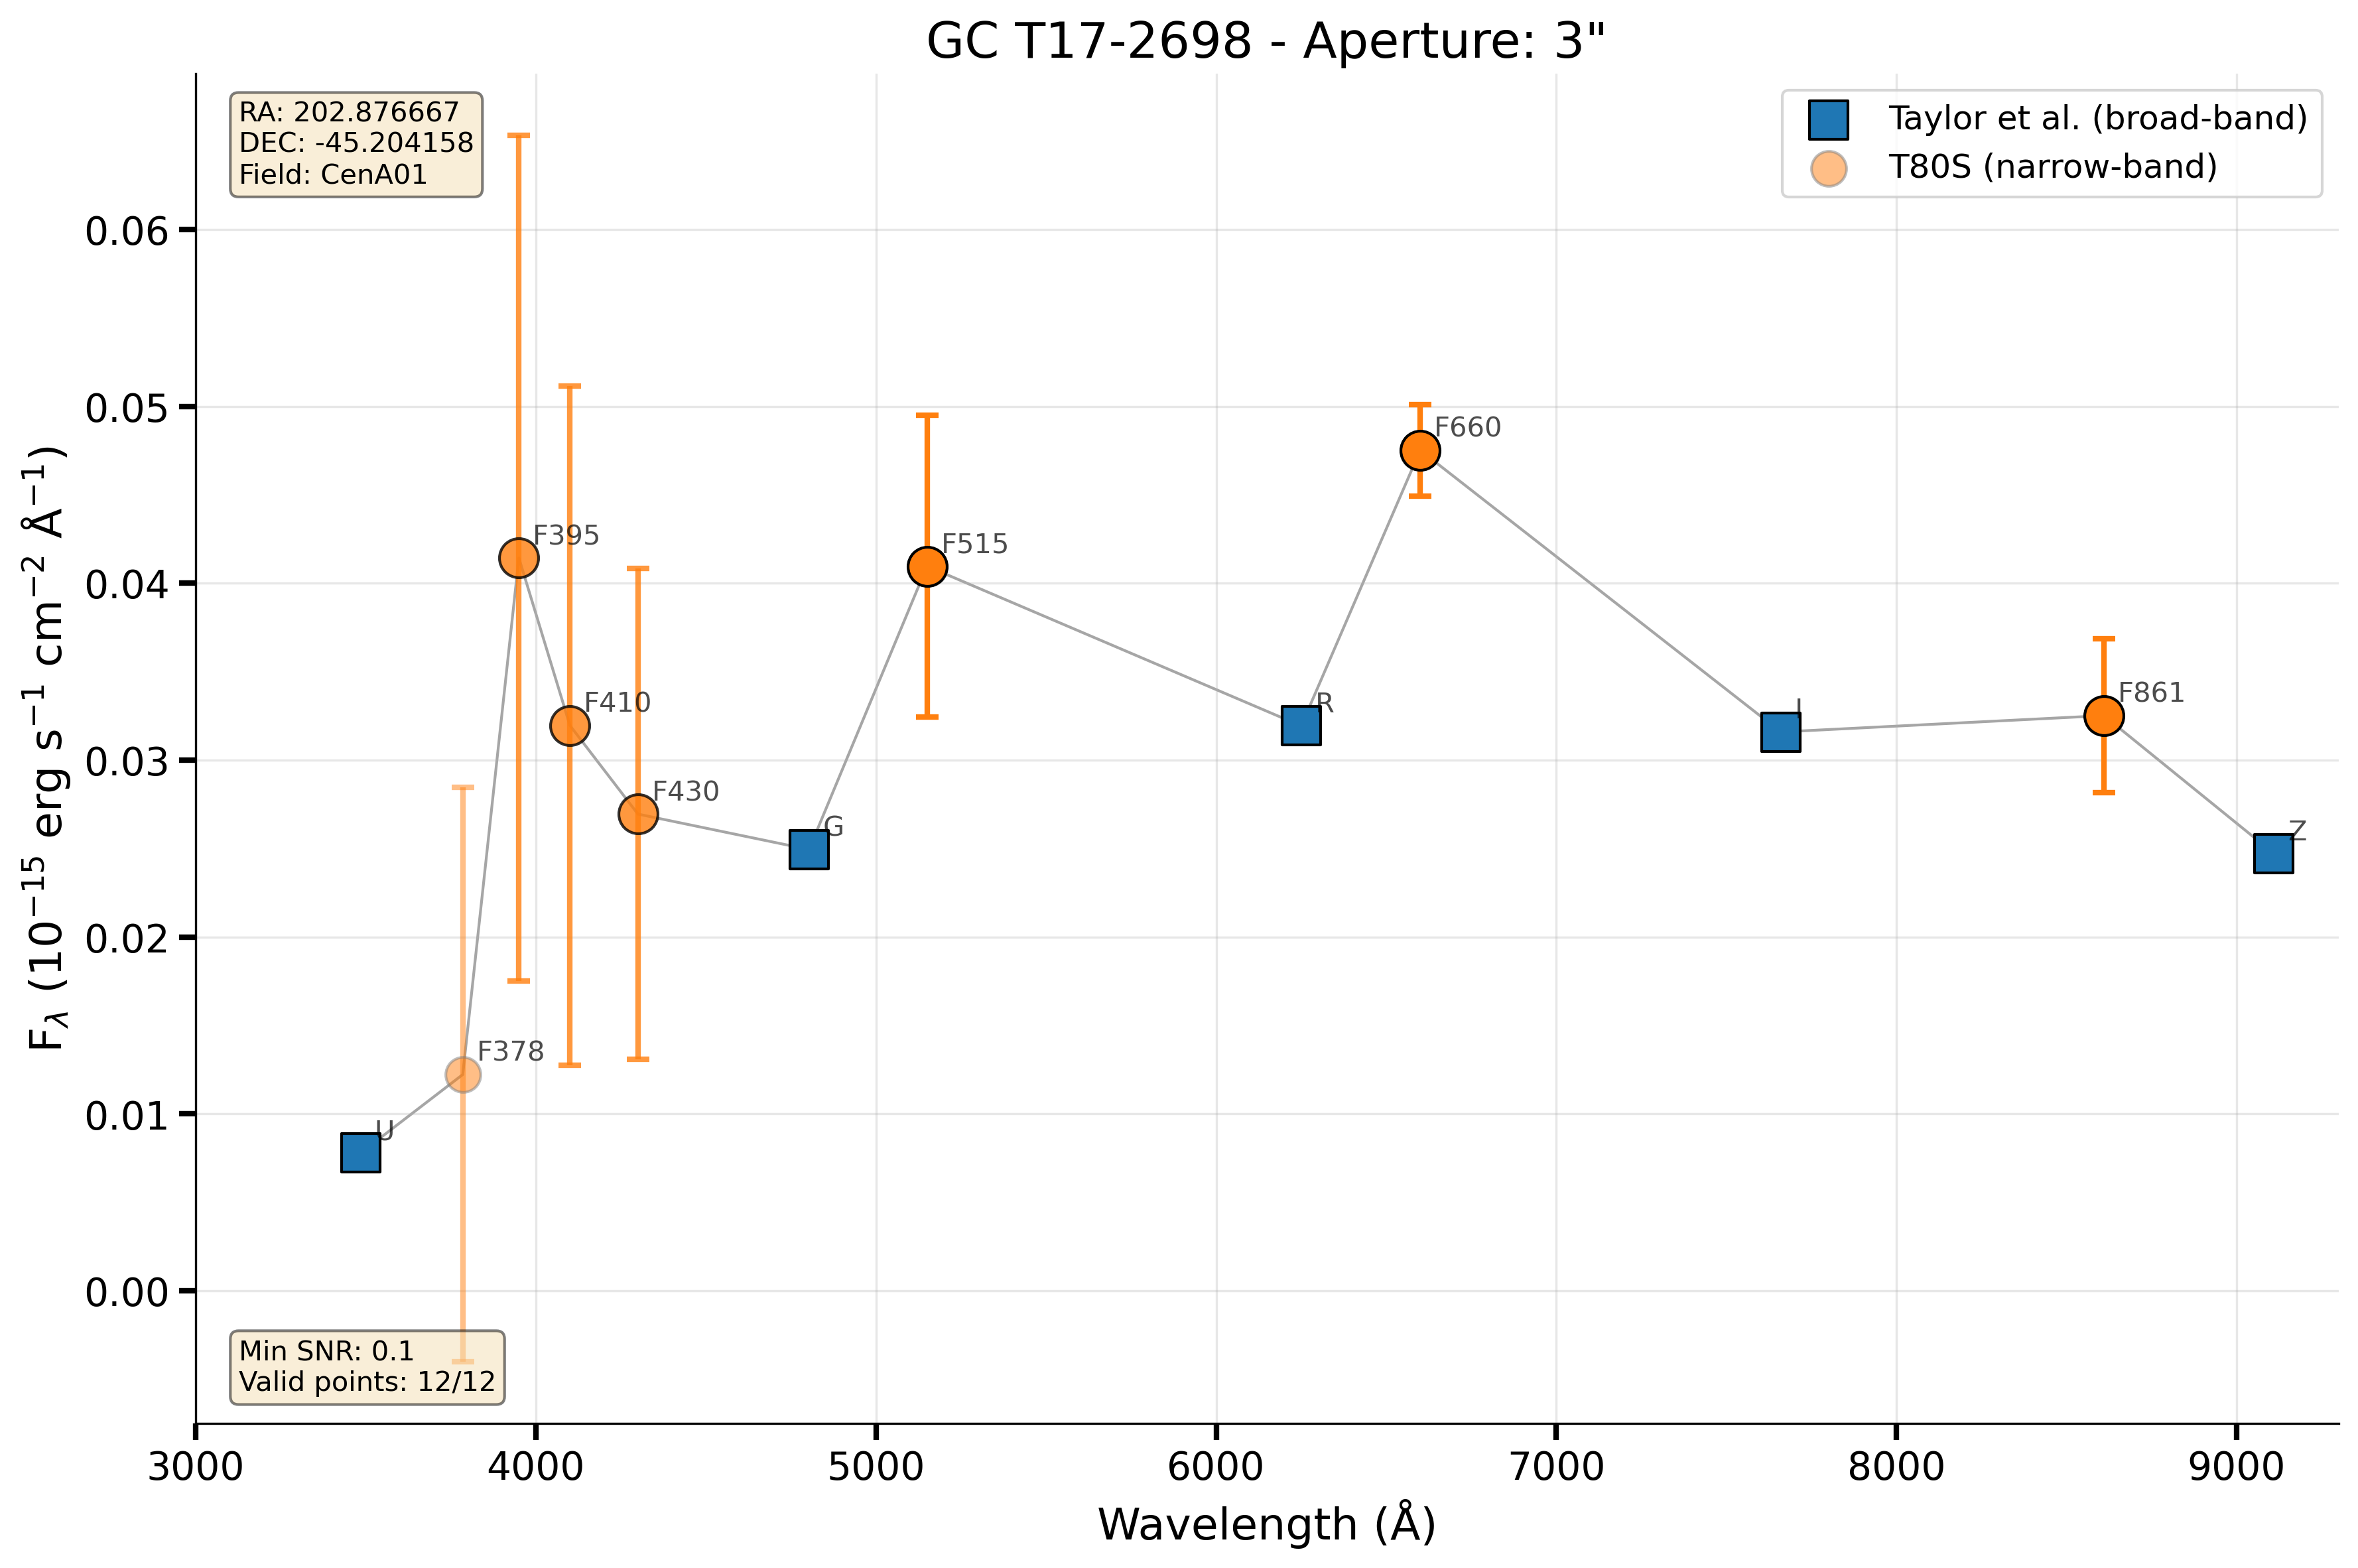 GC T17-2698 - Aperture: 3"
RA: 202.876667
DEC: -45.204158
Field: CenA01
Taylor et al. (broad-band)
T80S (narrow-band)
F$_{λ}$ (10$^{−15}$ erg s$^{−1}$ cm$^{−2}$ Å$^{−1}$)
0.06
0.05
0.04
0.03
0.02
0.01
0.00
U
F378
F395
F410
F430
G
F515
R
F660
I
F861
Z
Min SNR: 0.1
Valid points: 12/12
3000
4000
5000
6000
7000
8000
9000
Wavelength (Å)